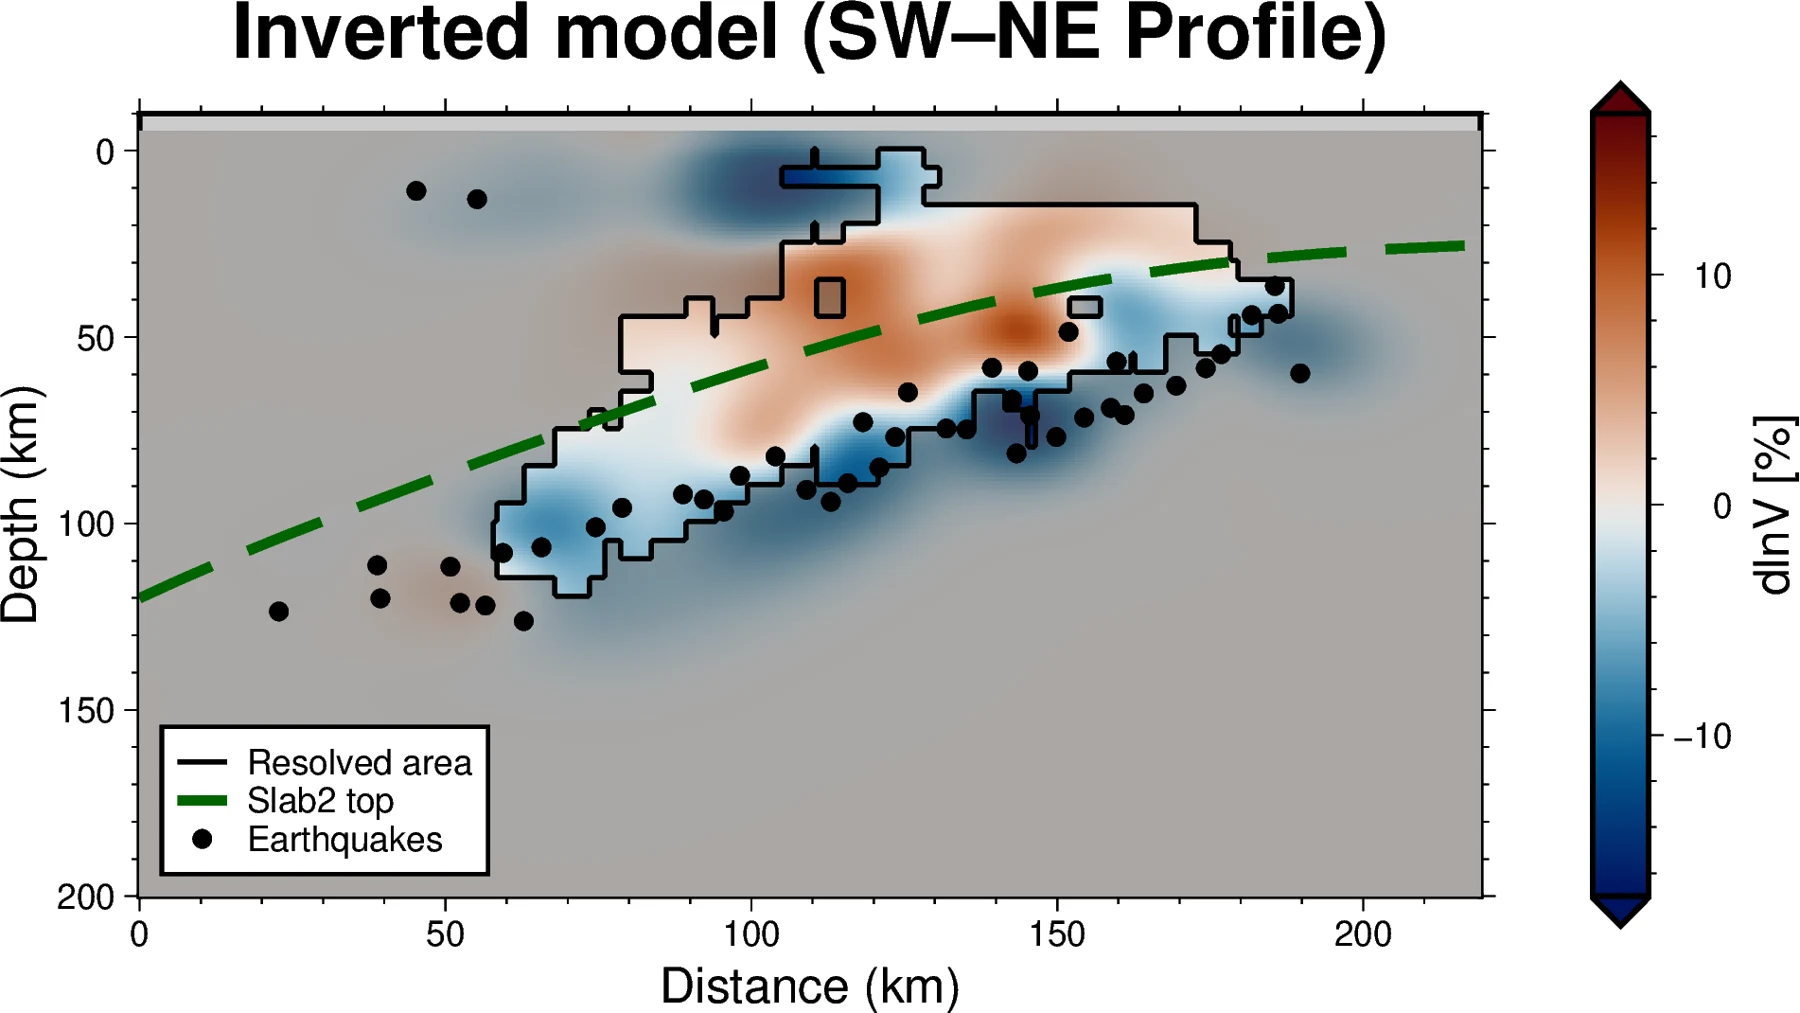 Inverted model (SW–NE Profile)
0
50
100
150
200
Depth (km)
0
50
100
150
200
Distance (km)
Resolved area
Slab2 top
Earthquakes
10
0
−10
dlnV [%]